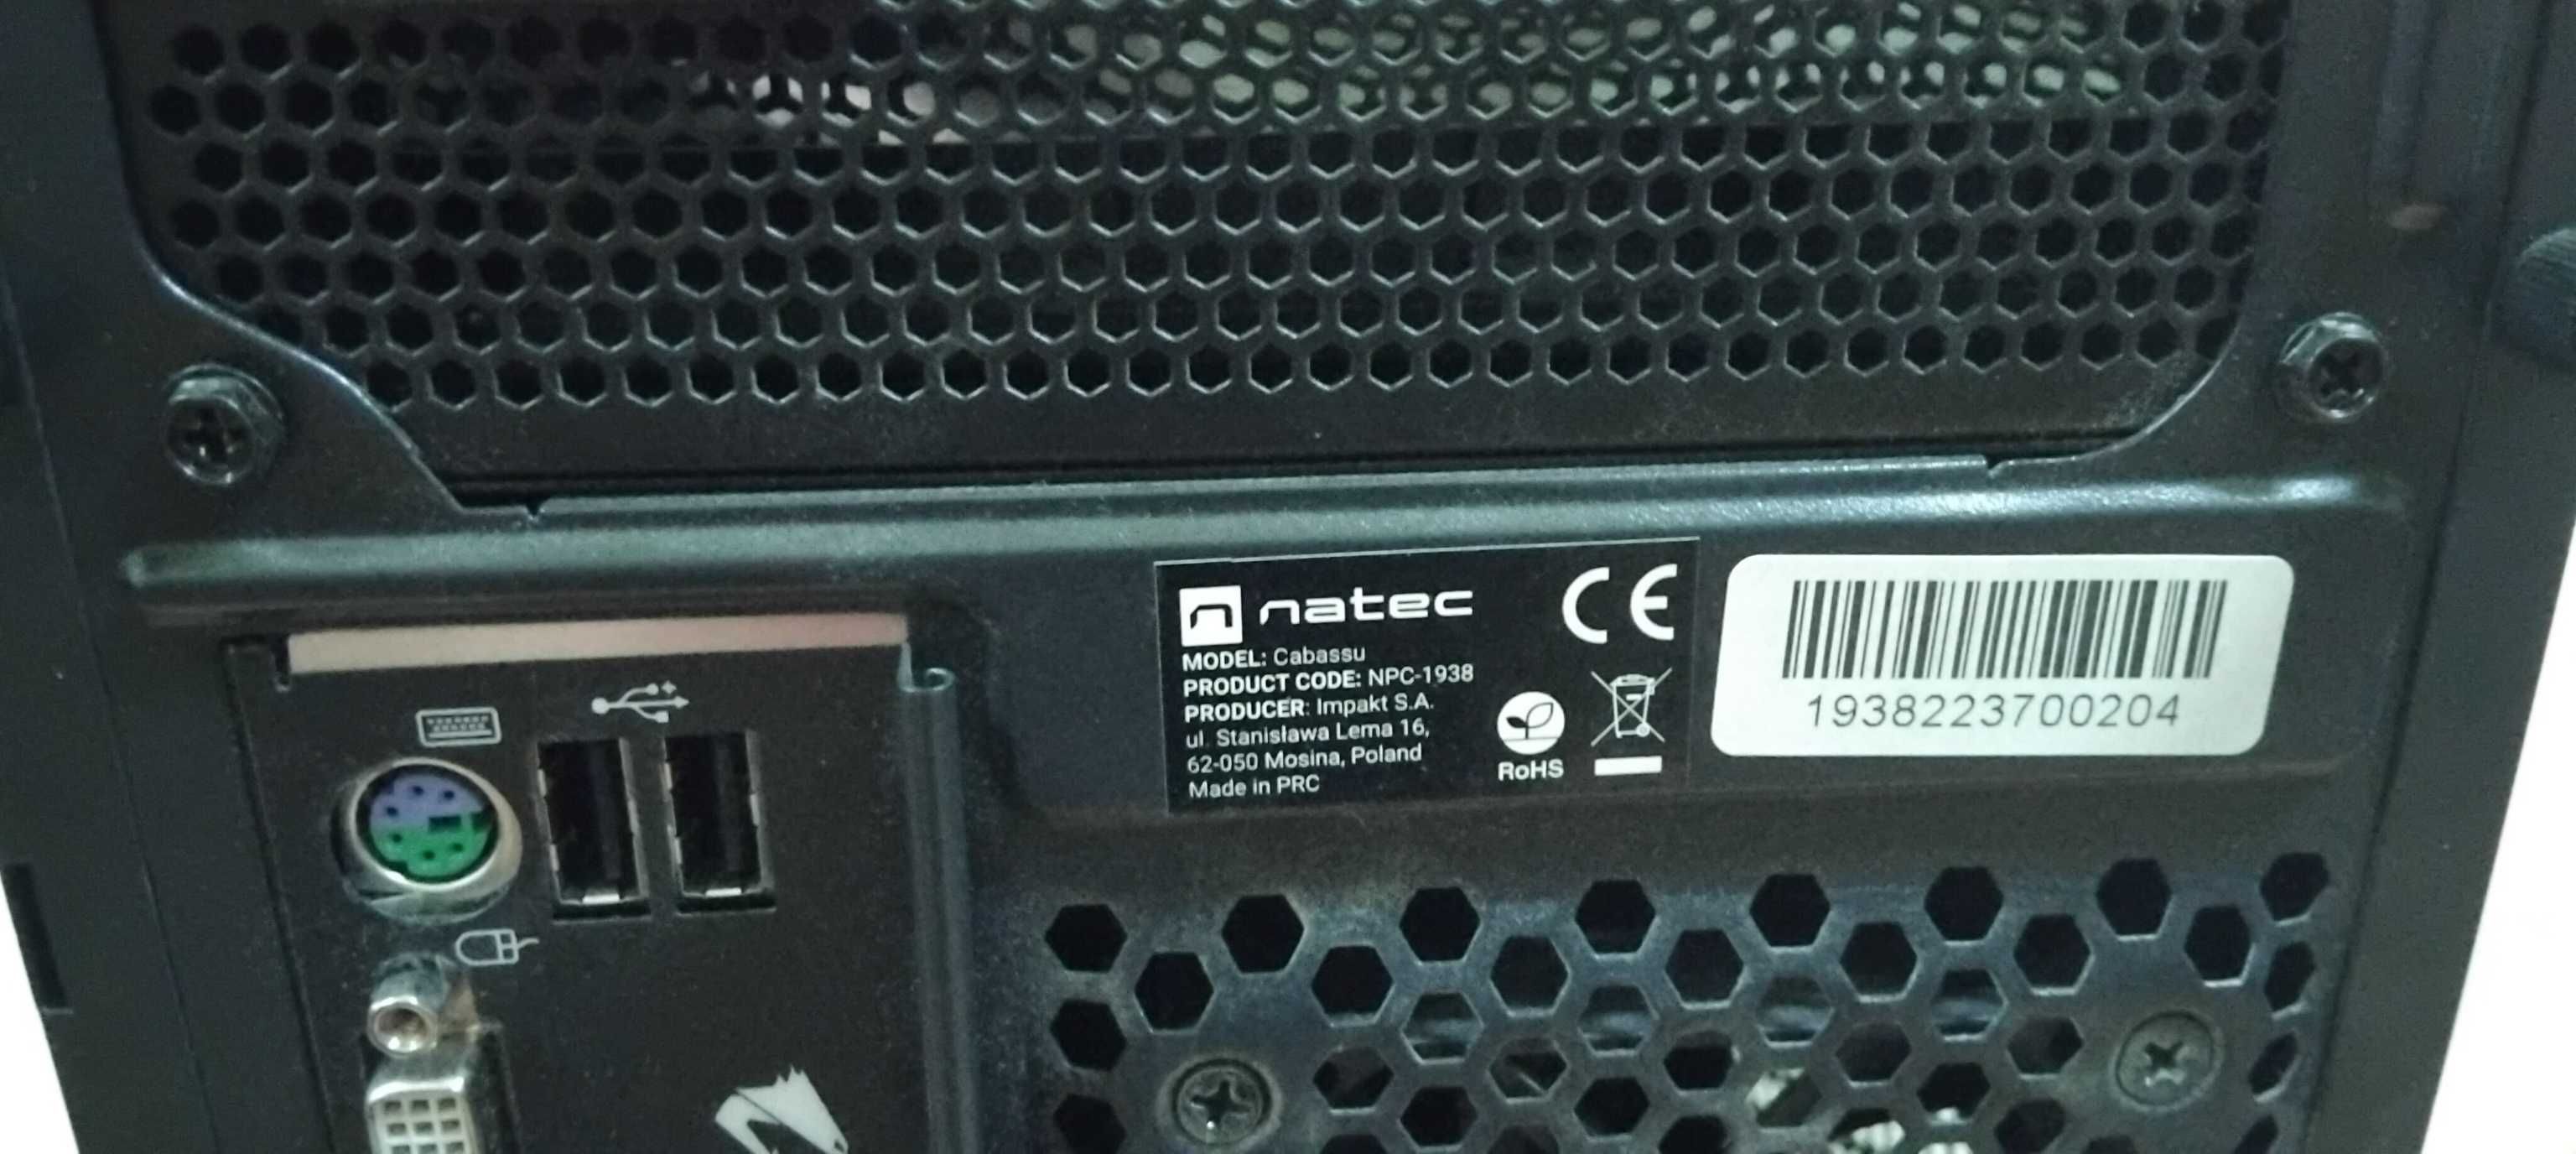 natec
CE
MODEL: Cabassu
PRODUCT CODE: NPC-1938
PRODUCER: Impakt S.A.
ul. Stanisława Lema 16,
62-050 Mosina, Poland
Made in PRC
RoHS
1938223700204